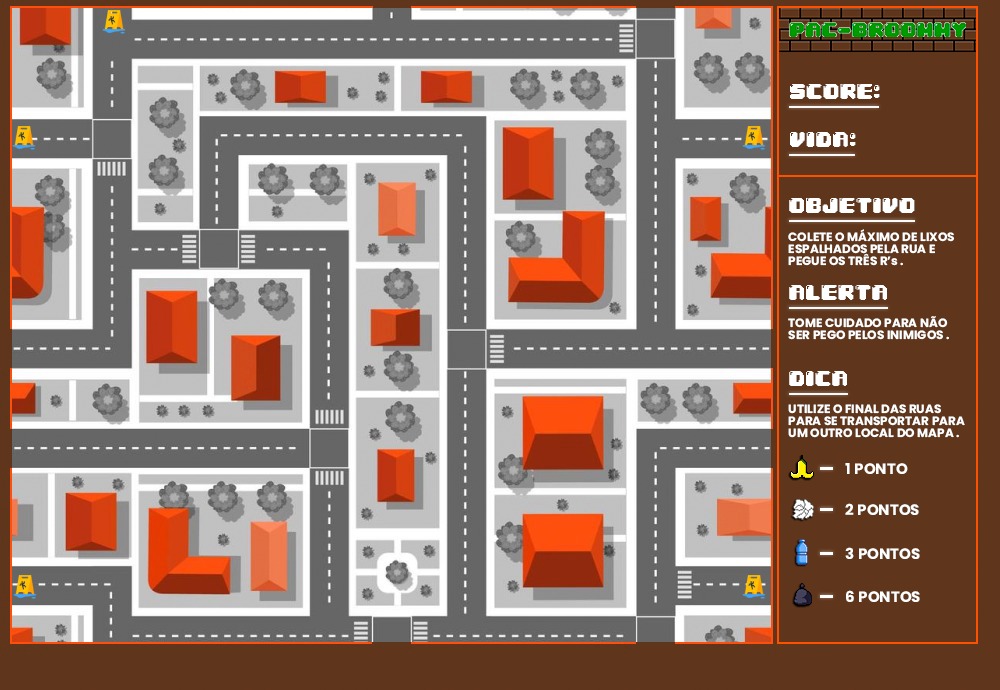 PAC-BROOMHY
SCORE:
VIDA:
OBJETIVO
COLETE O MÁXIMO DE LIXOS
ESPALHADOS PELA RUA E
PEGUE OS TRÊS R's .
ALERTA
TOME CUIDADO PARA NÃO
SER PEGO PELOS INIMIGOS .
DICA
UTILIZE O FINAL DAS RUAS
PARA SE TRANSPORTAR PARA
UM OUTRO LOCAL DO MAPA .
— 1 PONTO
— 2 PONTOS
— 3 PONTOS
— 6 PONTOS